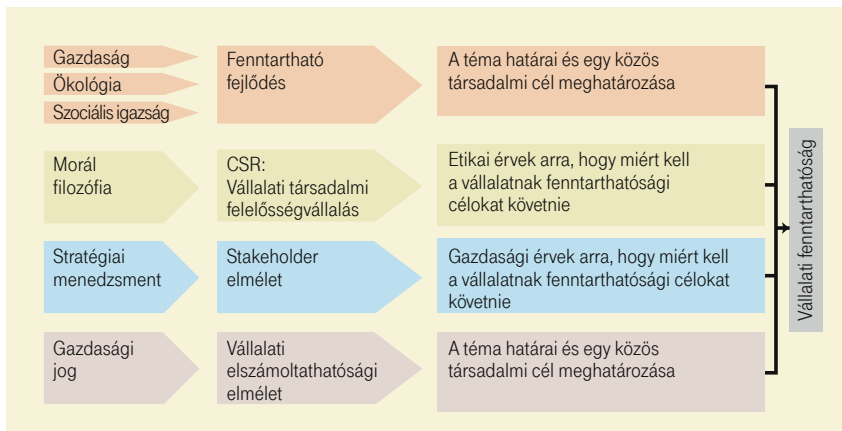 Gazdaság
Ökológia
Szociális igazság
Fenntartható
fejlődés
A téma határai és egy közös
társadalmi cél meghatározása
Morál
filozófia
CSR:
Vállalati társadalmi
felelősségvállalás
Etikai érvek arra, hogy miért kell
a vállalatnak fenntarthatósági
célokat követnie
Stratégiai
menedzsment
Stakeholder
elmélet
Gazdasági érvek arra, hogy miért kell
a vállalatnak fenntarthatósági célokat
követnie
Gazdasági
jog
Vállalati
elszámoltathatósági
elmélet
A téma határai és egy közös
társadalmi cél meghatározása
Vállalati fenntarthatóság